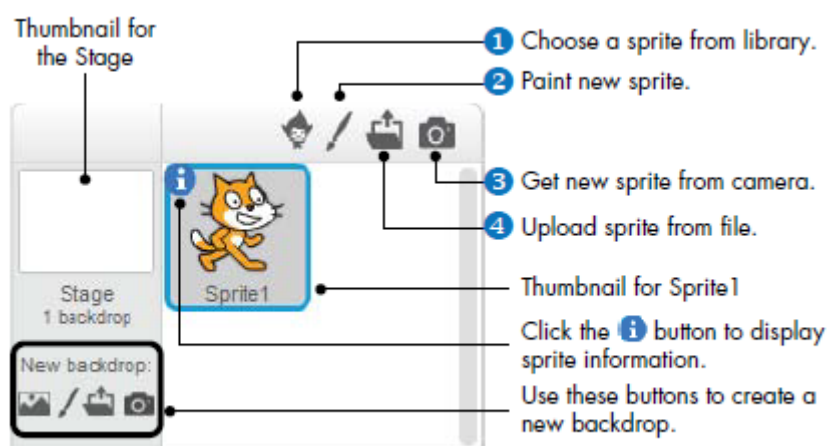 Thumbnail for
the Stage
1 Choose a sprite from library.
2 Paint new sprite.
3 Get new sprite from camera.
4 Upload sprite from file.
i
Sprite1
Thumbnail for Sprite1
Stage
1 backdrop
Click the i button to display
sprite information.
New backdrop:
Use these buttons to create a
new backdrop.